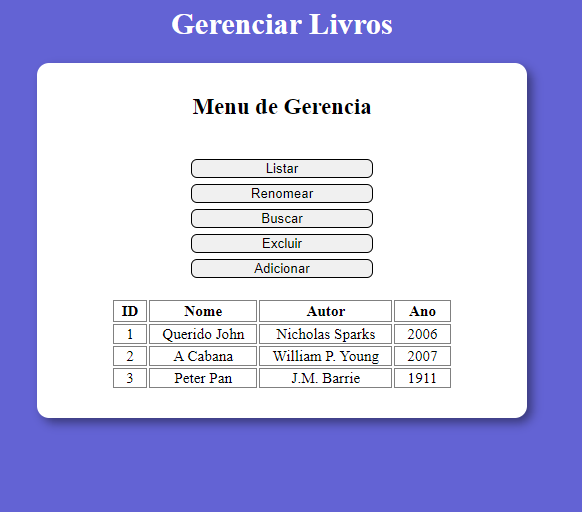 Gerenciar Livros
Menu de Gerencia
Listar
Renomear
Buscar
Excluir
Adicionar
ID Nome Autor Ano
1 Querido John Nicholas Sparks 2006
2 A Cabana William P. Young 2007
3 Peter Pan J.M. Barrie 1911